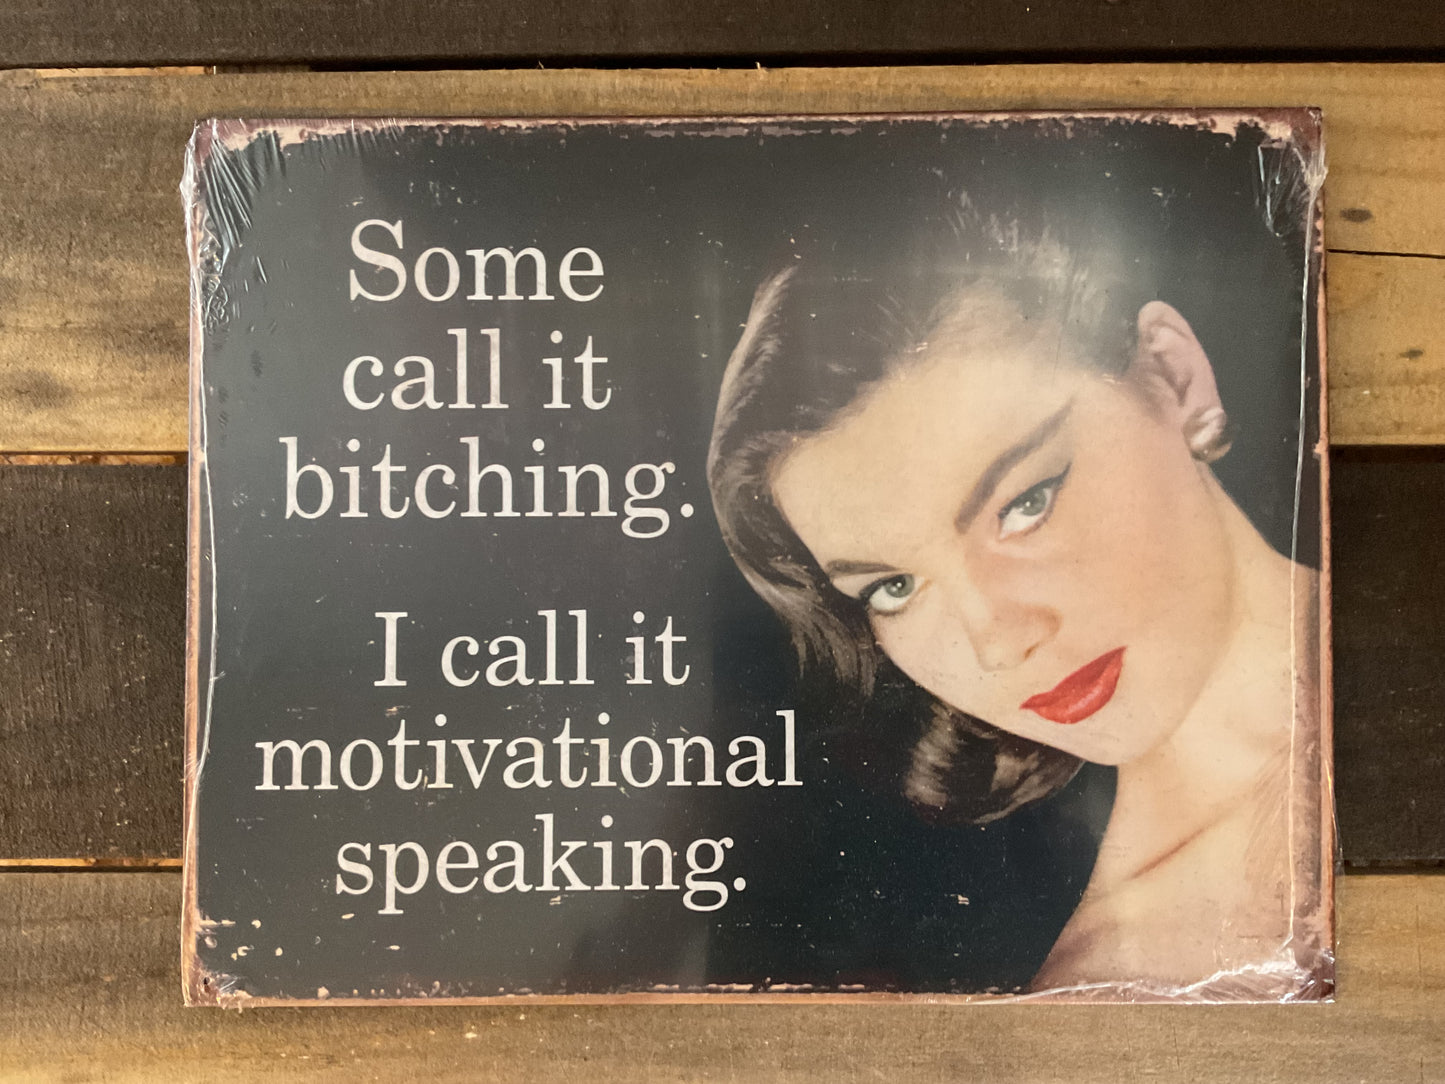 Some
call it
bitching.
I call it
motivational
speaking.